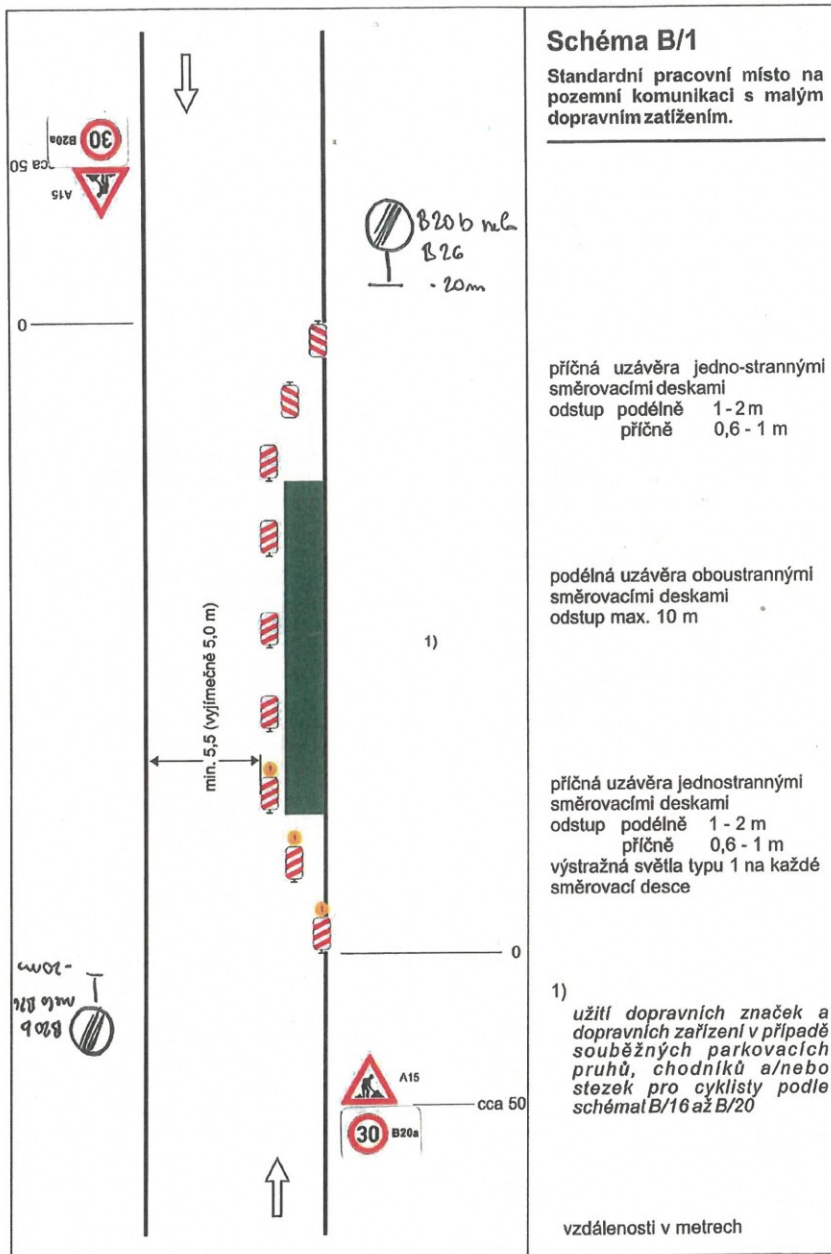 Schéma B/1
Standardní pracovní místo na
pozemní komunikaci s malým
dopravním zatížením.
30 B20a
cca 50
A15
B20b nebo
B26
- 20m
0
příčná uzávěra jedno-strannými
směrovacími deskami
odstup podélně 1-2 m
příčně 0,6 - 1 m
podélná uzávěra oboustrannými
směrovacími deskami
odstup max. 10 m
1)
min. 5,5 (vyjímečně 5,0 m)
příčná uzávěra jednostrannými
směrovacími deskami
odstup podélně 1 - 2 m
příčně 0,6 - 1 m
výstražná světla typu 1 na každé
směrovací desce
1
1
1
0
-20m
nebo B26
B20b
1)
užití dopravních značek a
dopravních zařízení v případě
souběžných parkovacích
pruhů, chodníků a/nebo
stezek pro cyklisty podle
schémat B/16 až B/20
A15
cca 50
30 B20a
vzdálenosti v metrech